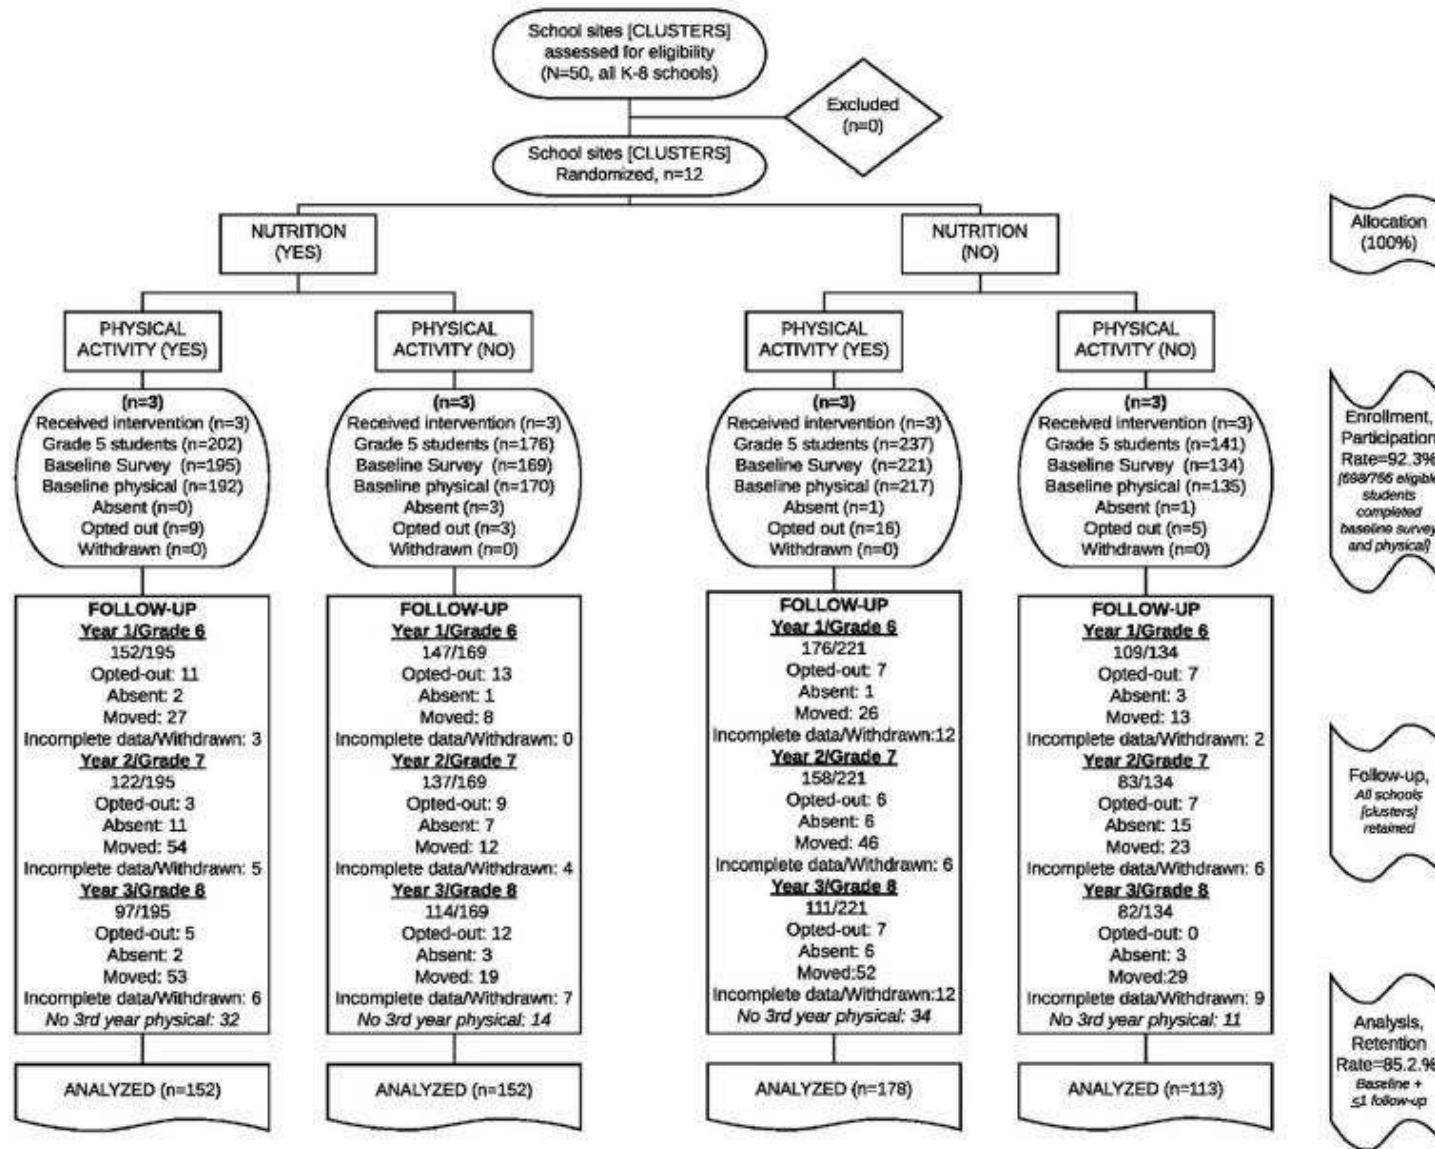 School sites [CLUSTERS]
assessed for eligibility
(N=50, all K-8 schools)
Excluded
(n=0)
School sites [CLUSTERS]
Randomized, n=12
NUTRITION
(YES)
NUTRITION
(NO)
Allocation
(100%)
PHYSICAL
ACTIVITY (YES)
PHYSICAL
ACTIVITY (NO)
PHYSICAL
ACTIVITY (YES)
PHYSICAL
ACTIVITY (NO)
(n=3)
Received intervention (n=3)
Grade 5 students (n=202)
Baseline Survey (n=195)
Baseline physical (n=192)
Absent (n=0)
Opted out (n=9)
Withdrawn (n=0)
(n=3)
Received intervention (n=3)
Grade 5 students (n=176)
Baseline Survey (n=169)
Baseline physical (n=170)
Absent (n=3)
Opted out (n=3)
Withdrawn (n=0)
(n=3)
Received intervention (n=3)
Grade 5 students (n=237)
Baseline Survey (n=221)
Baseline physical (n=217)
Absent (n=1)
Opted out (n=16)
Withdrawn (n=0)
(n=3)
Received intervention (n=3)
Grade 5 students (n=141)
Baseline Survey (n=134)
Baseline physical (n=135)
Absent (n=1)
Opted out (n=5)
Withdrawn (n=0)
Enrollment,
Participation
Rate=92.3%
[698/756 eligible
students
completed
baseline survey
and physical]
FOLLOW-UP
Year 1/Grade 6
152/195
Opted-out: 11
Absent: 2
Moved: 27
Incomplete data/Withdrawn: 3
Year 2/Grade 7
122/195
Opted-out: 3
Absent: 11
Moved: 54
Incomplete data/Withdrawn: 5
Year 3/Grade 8
97/195
Opted-out: 5
Absent: 2
Moved: 53
Incomplete data/Withdrawn: 6
No 3rd year physical: 32
FOLLOW-UP
Year 1/Grade 6
147/169
Opted-out: 13
Absent: 1
Moved: 8
Incomplete data/Withdrawn: 0
Year 2/Grade 7
137/169
Opted-out: 9
Absent: 7
Moved: 12
Incomplete data/Withdrawn: 4
Year 3/Grade 8
114/169
Opted-out: 12
Absent: 3
Moved: 19
Incomplete data/Withdrawn: 7
No 3rd year physical: 14
FOLLOW-UP
Year 1/Grade 6
176/221
Opted-out: 7
Absent: 1
Moved: 26
Incomplete data/Withdrawn:12
Year 2/Grade 7
158/221
Opted-out: 6
Absent: 6
Moved: 46
Incomplete data/Withdrawn: 6
Year 3/Grade 8
111/221
Opted-out: 7
Absent: 6
Moved:52
Incomplete data/Withdrawn:12
No 3rd year physical: 34
FOLLOW-UP
Year 1/Grade 6
109/134
Opted-out: 7
Absent: 3
Moved: 13
Incomplete data/Withdrawn: 2
Year 2/Grade 7
83/134
Opted-out: 7
Absent: 15
Moved: 23
Incomplete data/Withdrawn: 6
Year 3/Grade 8
82/134
Opted-out: 0
Absent: 3
Moved:29
Incomplete data/Withdrawn: 9
No 3rd year physical: 11
Follow-up,
All schools
[clusters]
retained
ANALYZED (n=152)
ANALYZED (n=152)
ANALYZED (n=178)
ANALYZED (n=113)
Analysis,
Retention
Rate=85.2.%
Baseline +
≤1 follow-up